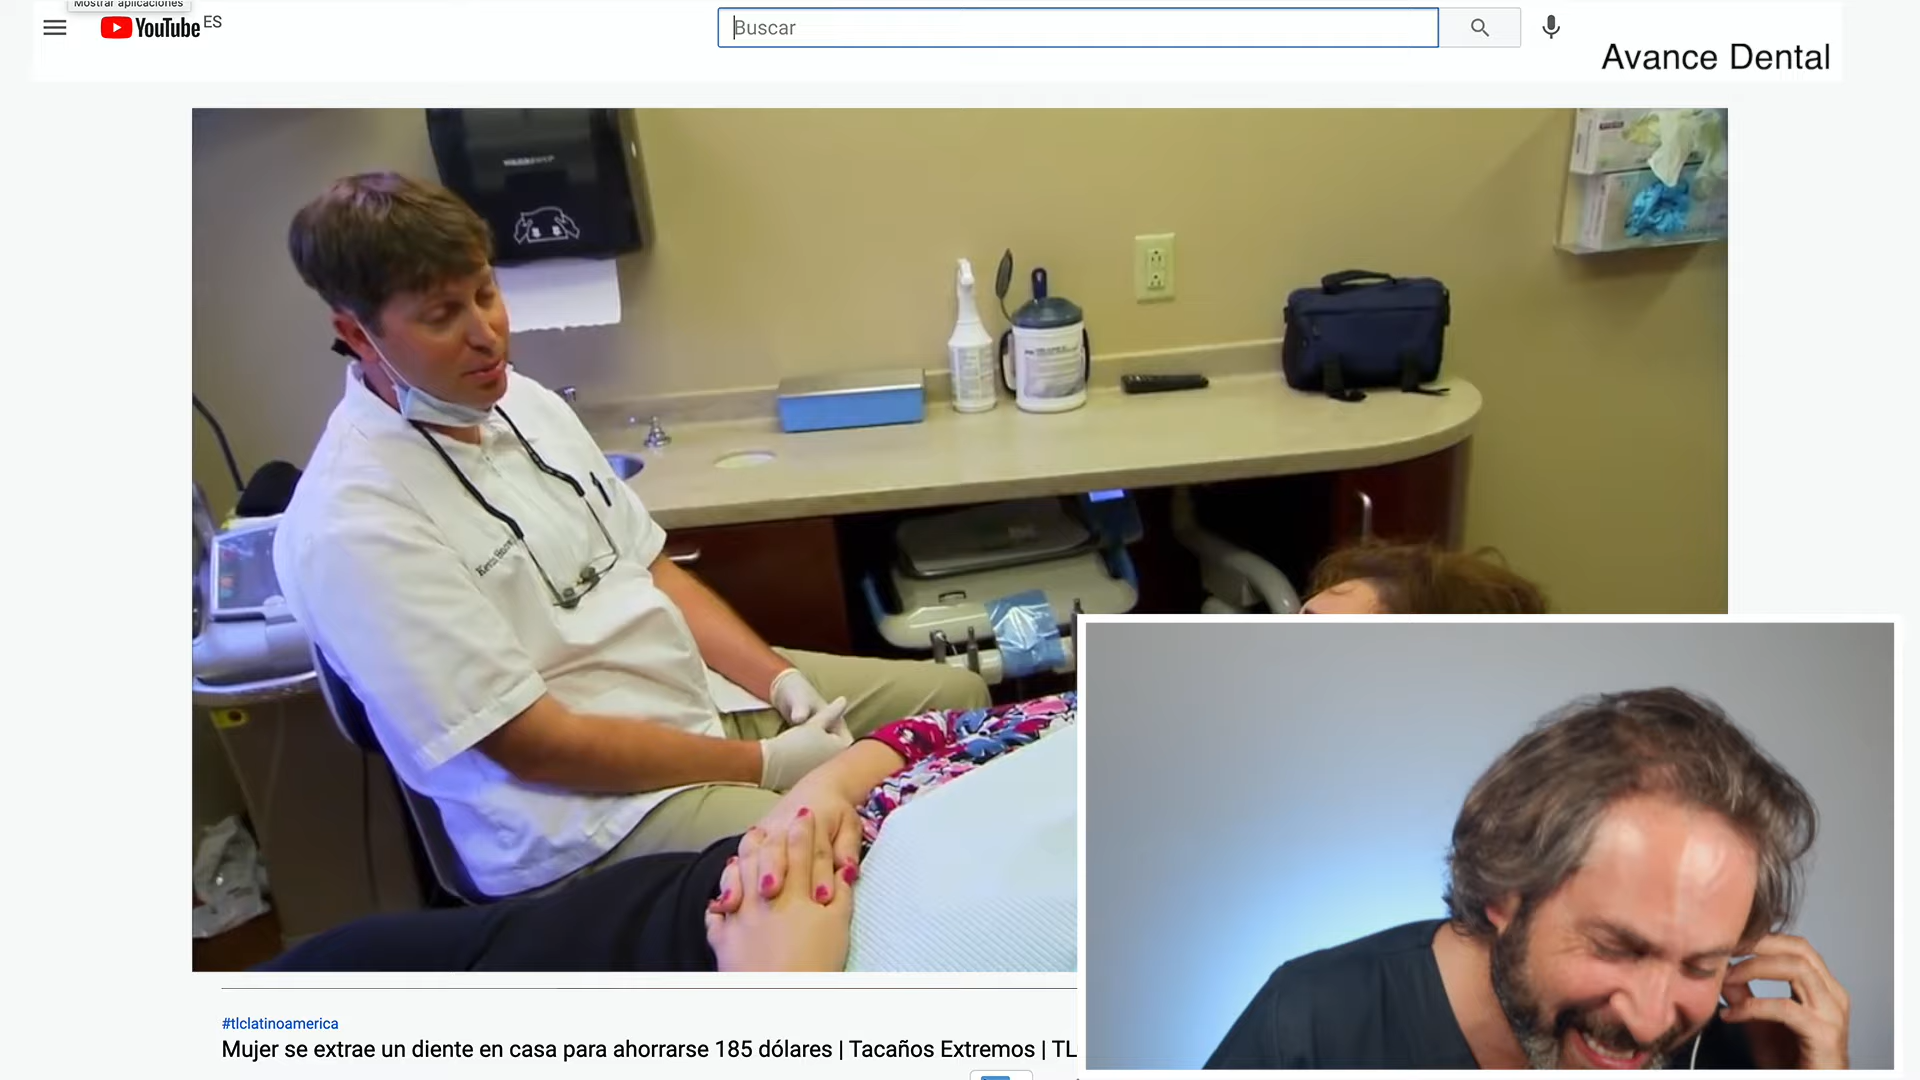 Mostrar aplicaciones
YouTube ES
Buscar
Avance Dental
Kevin
#tlclatinoamerica
Mujer se extrae un diente en casa para ahorrarse 185 dólares | Tacaños Extremos | TL